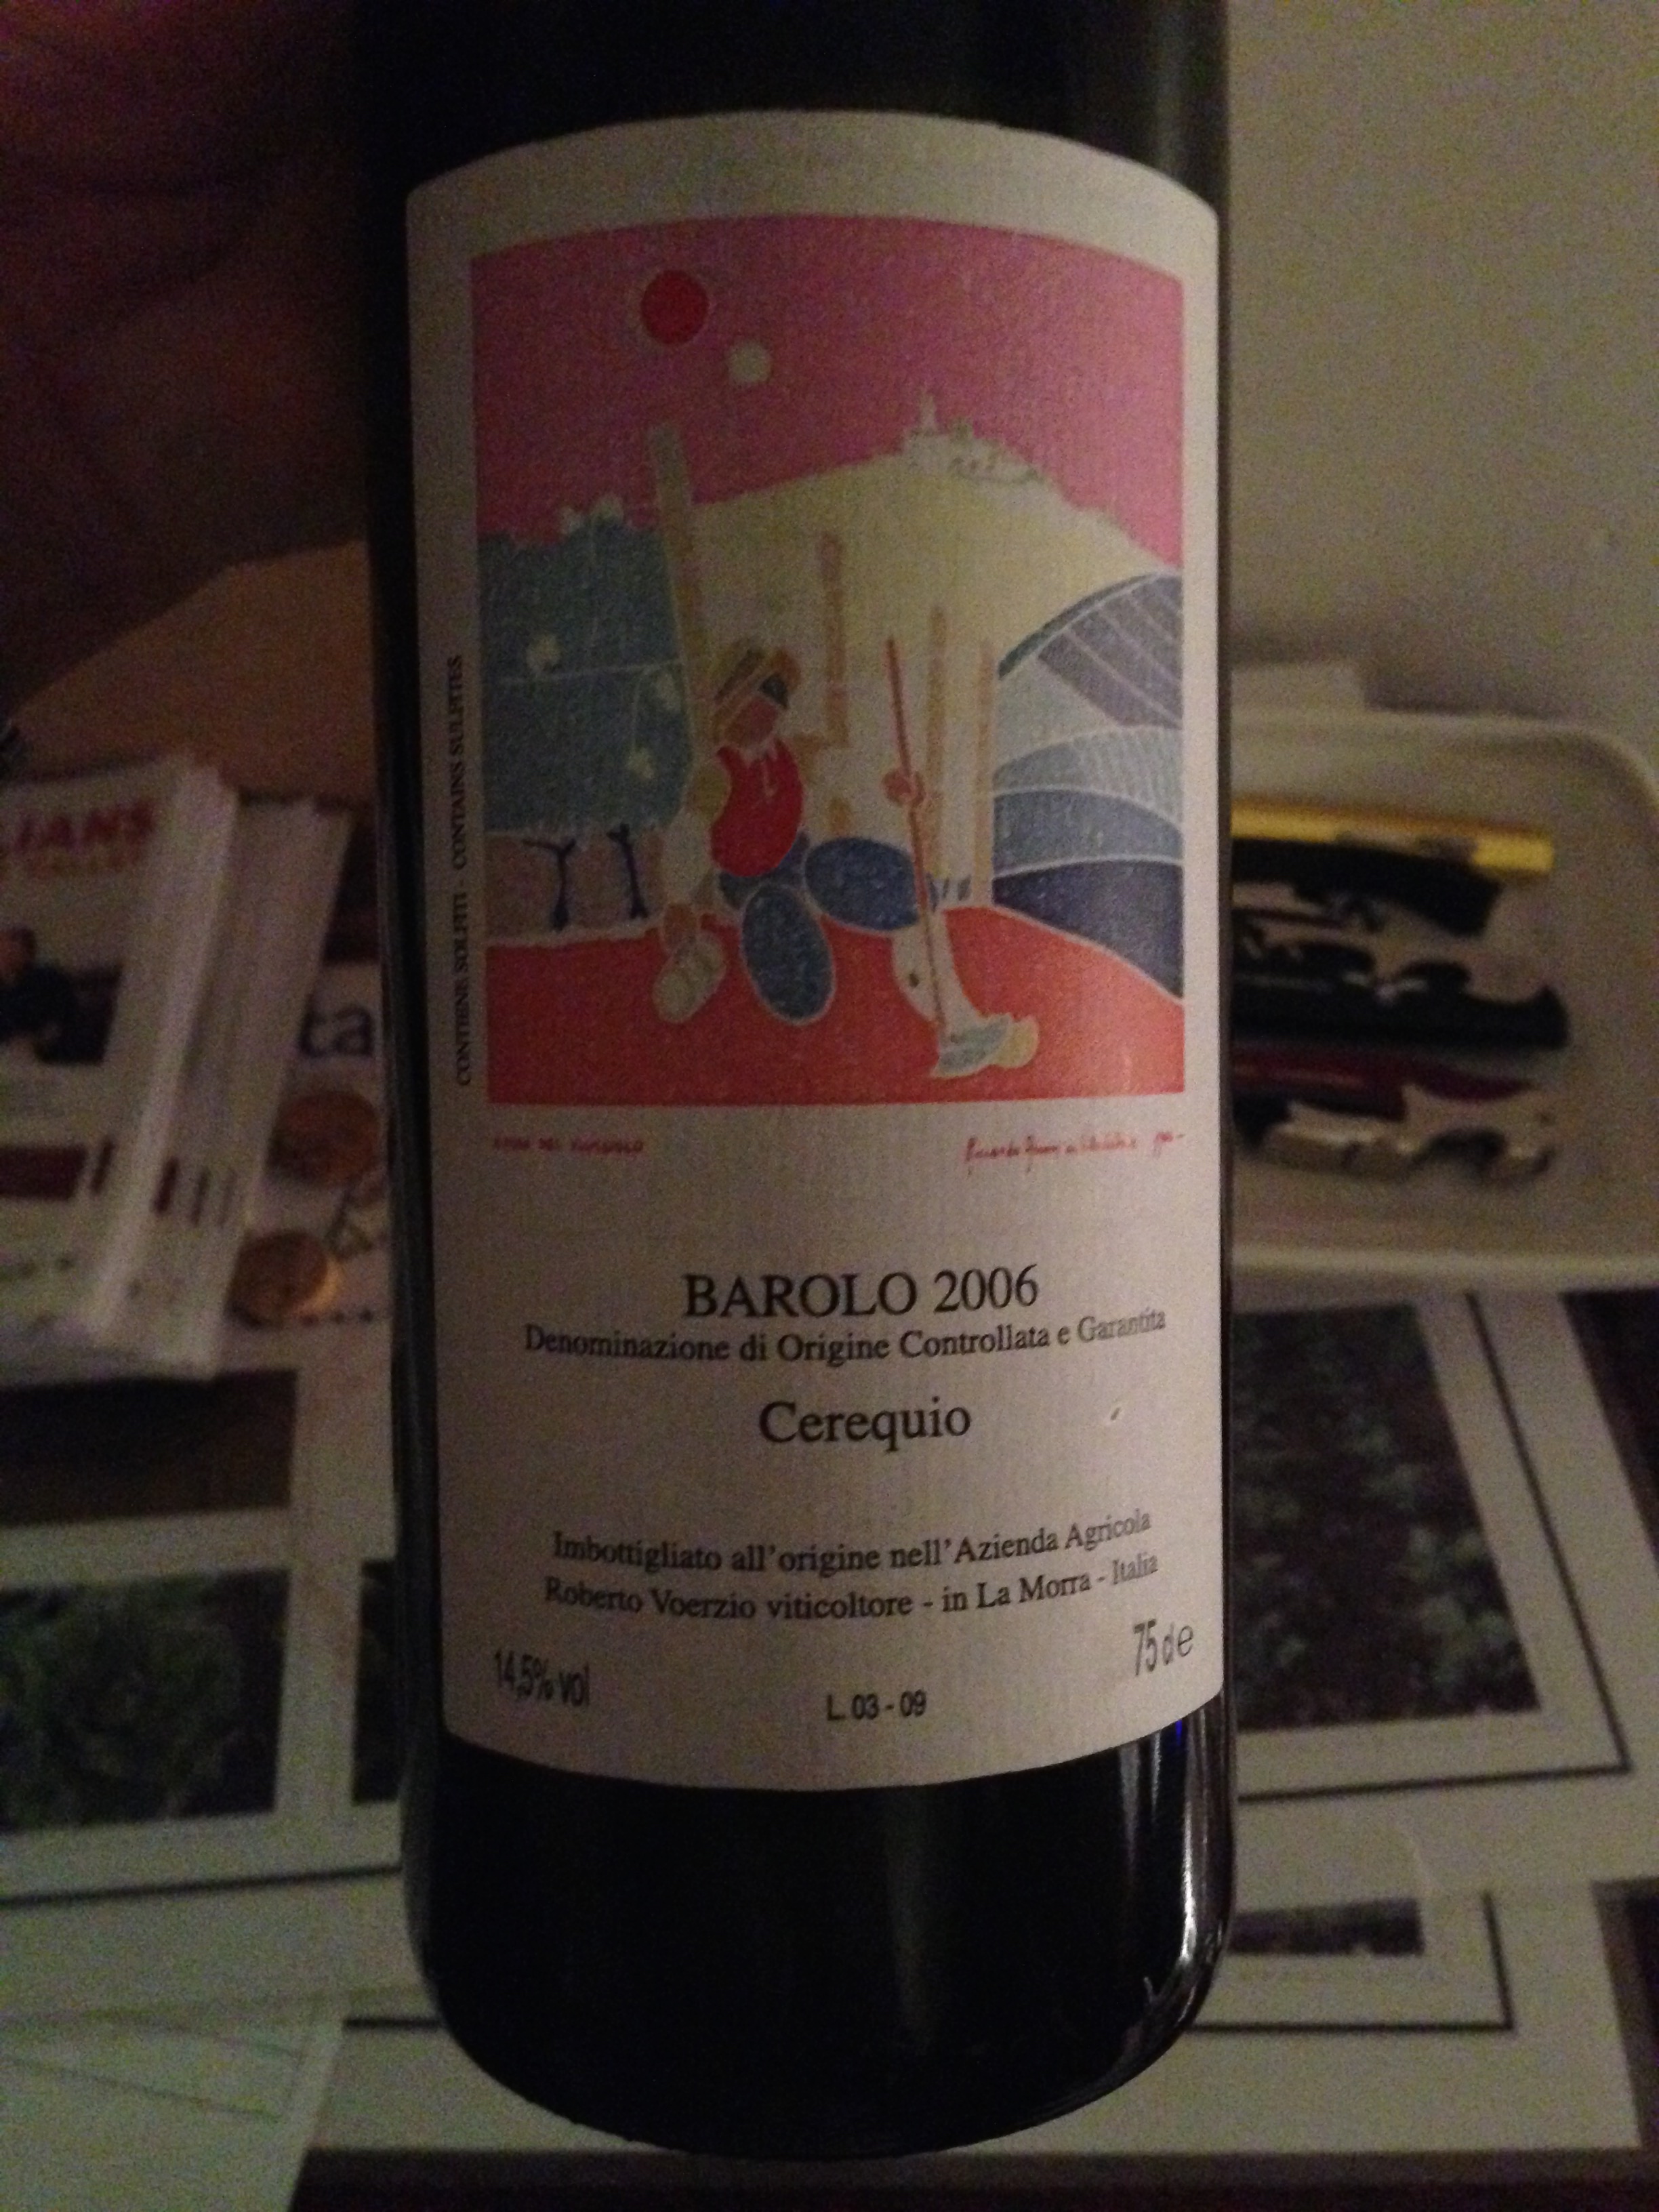 CONTIENE SOLFITI   CONTAINS SULFITES
BAROLO 2006
Denominazione di Origine Controllata e Garantita
Cerequio
Imbottigliato all'origine nell'Azienda Agricola
Roberto Voerzio viticoltore - in La Morra - Italia
14,5% vol
L. 03 - 09
75 cl e
ta